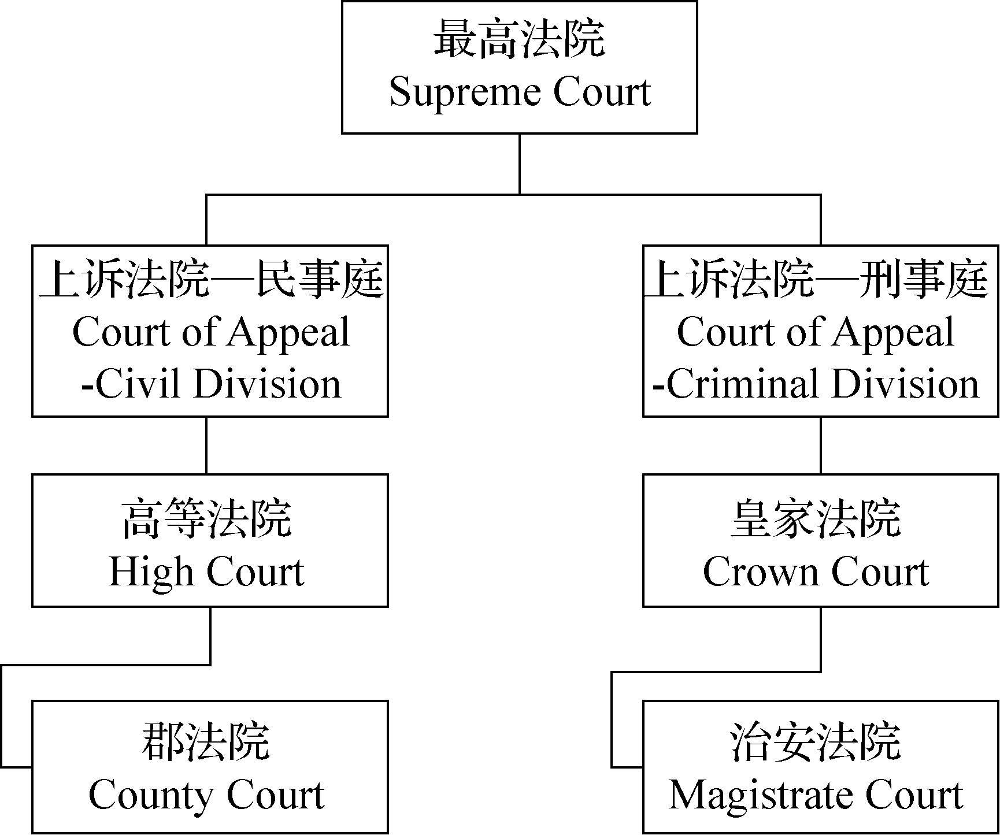 最高法院
Supreme Court
上诉法院—民事庭
Court of Appeal
-Civil Division
上诉法院—刑事庭
Court of Appeal
-Criminal Division
高等法院
High Court
皇家法院
Crown Court
郡法院
County Court
治安法院
Magistrate Court